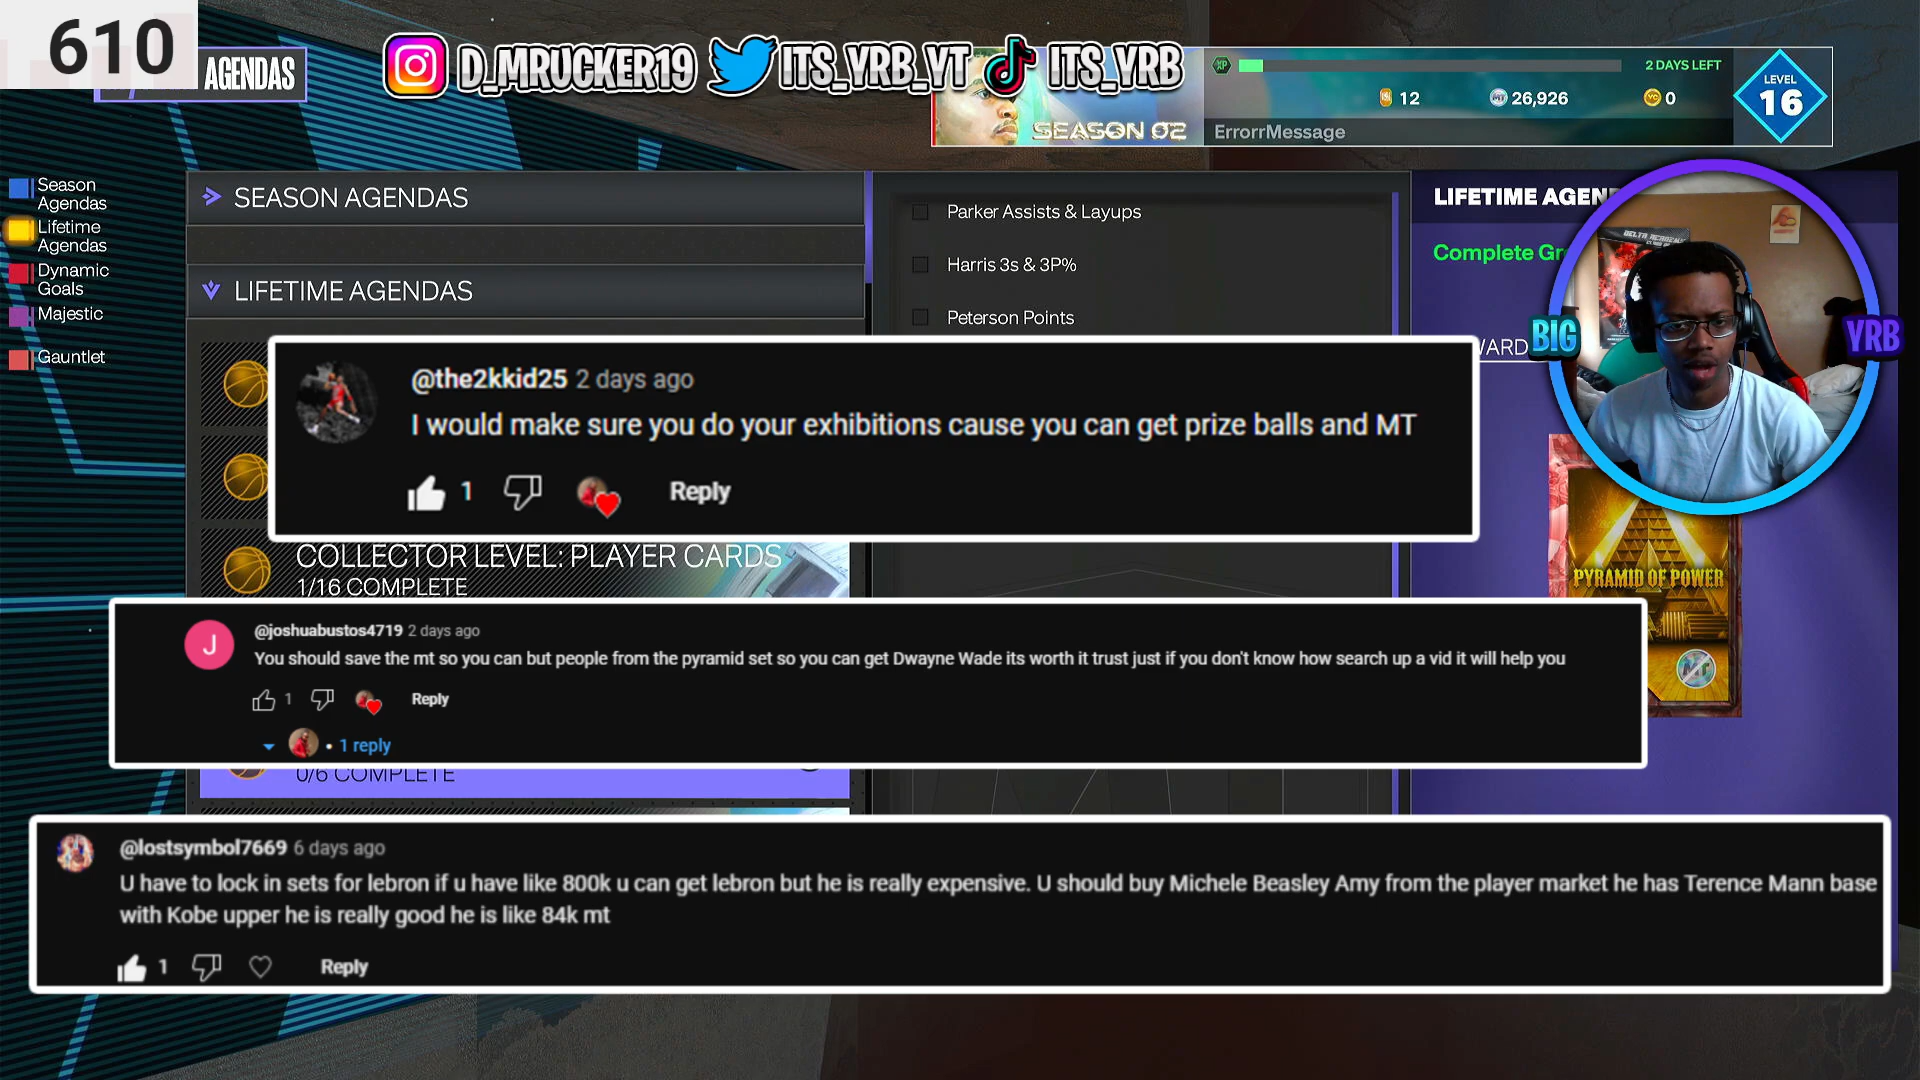 610
AGENDAS
D_MRUCKER19 ITS_YRB_YT ITS_YRB
SEASON 02
XP
2 DAYS LEFT
12 MT 26,926 VC 0
ErrorrMessage
LEVEL
16
Season
Agendas
Lifetime
Agendas
Dynamic
Goals
Majestic
Gauntlet
SEASON AGENDAS
LIFETIME AGENDAS
Parker Assists & Layups
Harris 3s & 3P%
Peterson Points
LIFETIME AGEN
Complete Gr
WARD
BIG YRB
@the2kkid25 2 days ago
I would make sure you do your exhibitions cause you can get prize balls and MT
1 Reply
COLLECTOR LEVEL: PLAYER CARDS
1/16 COMPLETE
PYRAMID OF POWER
MT
J
@joshuabustos4719 2 days ago
You should save the mt so you can but people from the pyramid set so you can get Dwayne Wade its worth it trust just if you don't know how search up a vid it will help you
1 Reply
• 1 reply
0/6 COMPLETE
@lostsymbol7669 6 days ago
U have to lock in sets for lebron if u have like 800k u can get lebron but he is really expensive. U should buy Michele Beasley Amy from the player market he has Terence Mann base
with Kobe upper he is really good he is like 84k mt
1 Reply